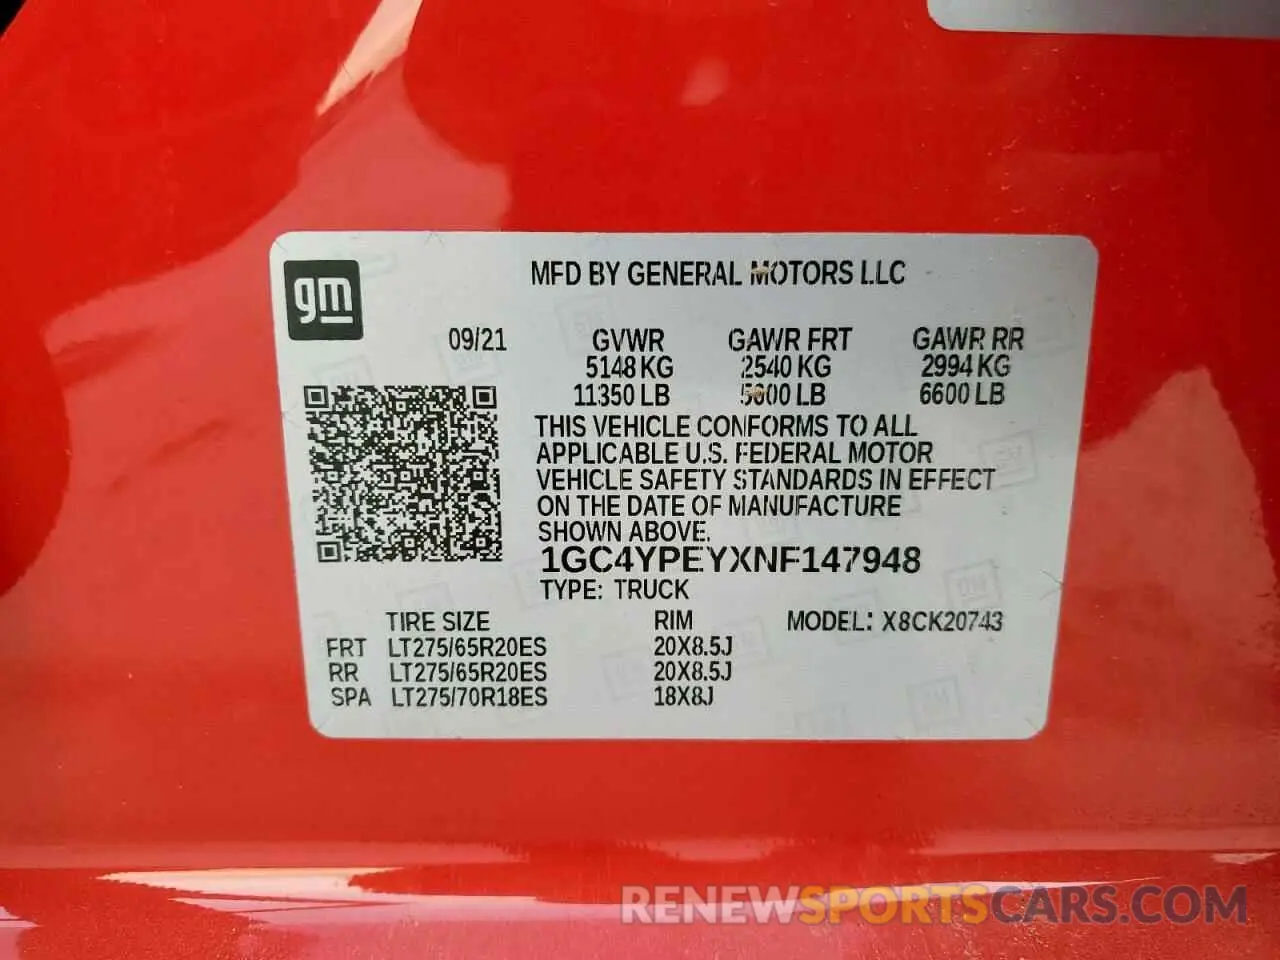 MFD BY GENERAL MOTORS LLC
gm
09/21 GVWR GAWR FRT GAWR RR
5148 KG 2540 KG 2994 KG
11350 LB 5600 LB 6600 LB
THIS VEHICLE CONFORMS TO ALL
APPLICABLE U.S. FEDERAL MOTOR
VEHICLE SAFETY STANDARDS IN EFFECT
ON THE DATE OF MANUFACTURE
SHOWN ABOVE.
1GC4YPEYXNF147948
TYPE: TRUCK
TIRE SIZE RIM MODEL: X8CK20743
FRT LT275/65R20ES 20X8.5J
RR LT275/65R20ES 20X8.5J
SPA LT275/70R18ES 18X8J
RENEWSPORTSCARS.COM